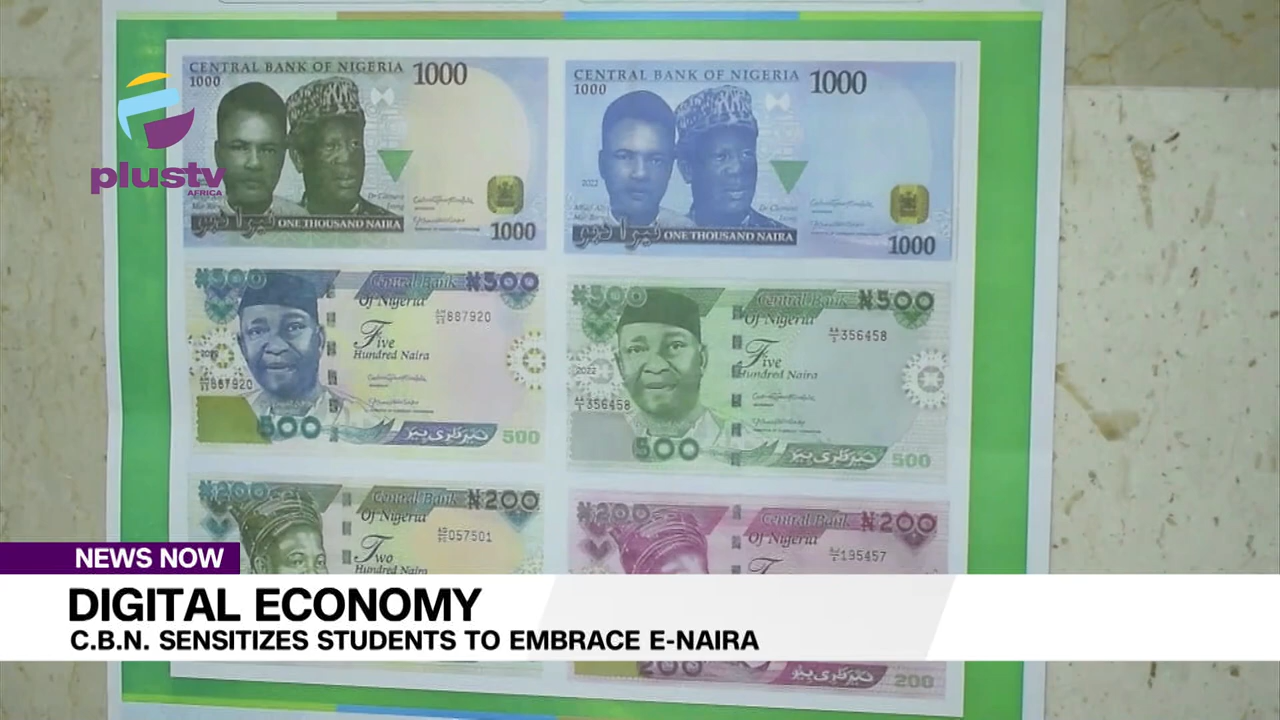 CENTRAL BANK OF NIGERIA 1000
1000
ONE THOUSAND NAIRA
1000
CENTRAL BANK OF NIGERIA 1000
1000
2022
ONE THOUSAND NAIRA
1000
plustv
AFRICA
₦500 Central Bank ₦500
Of Nigeria
887920
Five
Hundred Naira
887920
500
500
₦500 Central Bank ₦500
Of Nigeria
356458
Five
Hundred Naira
2022
356458
500
500
₦200 Central Bank ₦200
Of Nigeria
057501
Two
Hundred Naira
₦200 Central Bank ₦200
Of Nigeria
195457
200
200
NEWS NOW
DIGITAL ECONOMY
C.B.N. SENSITIZES STUDENTS TO EMBRACE E-NAIRA